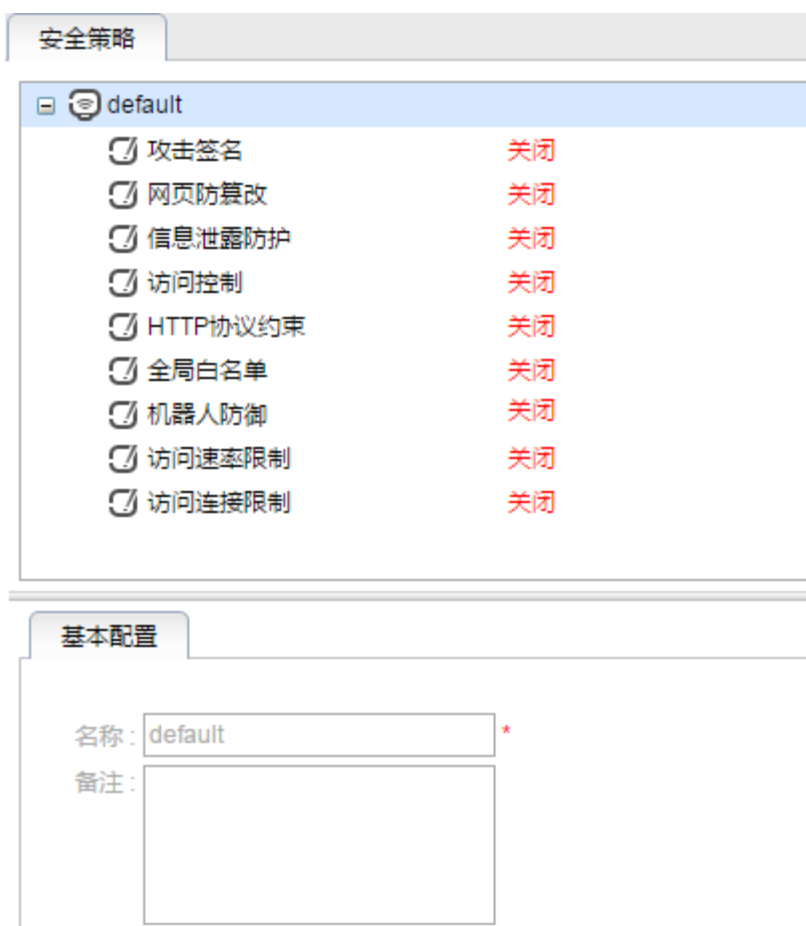 安全策略
default
攻击签名 关闭
网页防篡改 关闭
信息泄露防护 关闭
访问控制 关闭
HTTP协议约束 关闭
全局白名单 关闭
机器人防御 关闭
访问速率限制 关闭
访问连接限制 关闭
基本配置
名称 : default *
备注 :